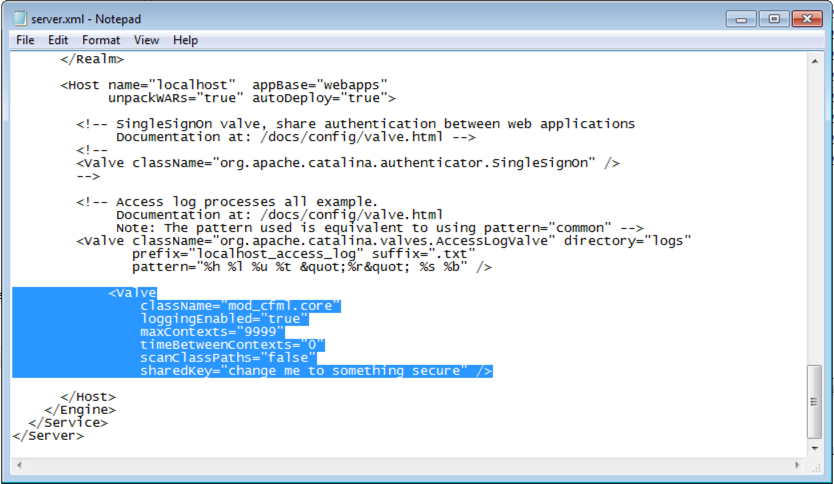 server.xml - Notepad
File Edit Format View Help
</Realm>
<Host name="localhost" appBase="webapps"
unpackWARs="true" autoDeploy="true">
<!-- SingleSignOn valve, share authentication between web applications
Documentation at: /docs/config/valve.html -->
<!--
<Valve className="org.apache.catalina.authenticator.SingleSignOn" />
-->
<!-- Access log processes all example.
Documentation at: /docs/config/valve.html
Note: The pattern used is equivalent to using pattern="common" -->
<Valve className="org.apache.catalina.valves.AccessLogValve" directory="logs"
prefix="localhost_access_log" suffix=".txt"
pattern="%h %l %u %t &quot;%r&quot; %s %b" />
<Valve
className="mod_cfml.core"
loggingEnabled="true"
maxContexts="9999"
timeBetweenContexts="0"
scanClassPaths="false"
sharedKey="change me to something secure" />
</Host>
</Engine>
</Service>
</Server>